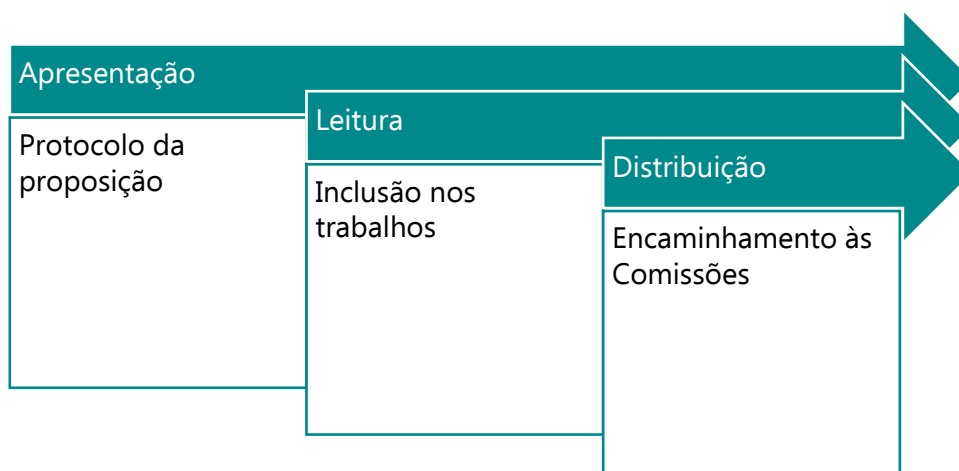 Apresentação
Protocolo da
proposição
Leitura
Inclusão nos
trabalhos
Distribuição
Encaminhamento às
Comissões